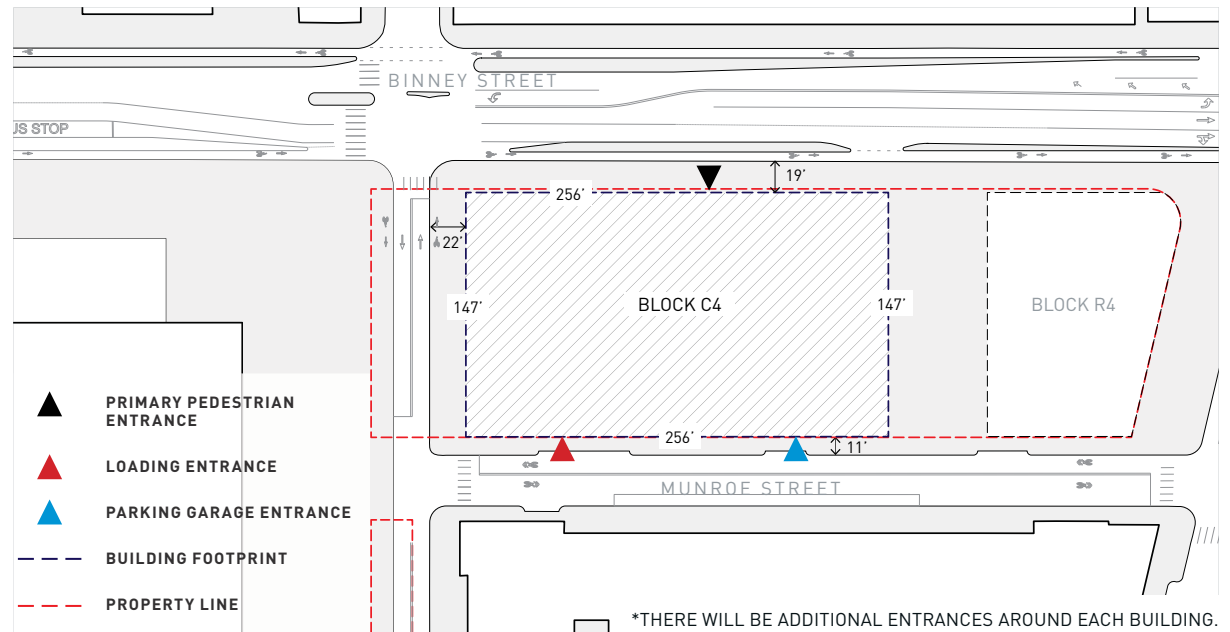 BINNEY STREET
US STOP
19'
256'
22'
147'
BLOCK C4
147'
BLOCK R4
PRIMARY PEDESTRIAN
ENTRANCE
256'
11'
LOADING ENTRANCE
MUNROE STREET
PARKING GARAGE ENTRANCE
BUILDING FOOTPRINT
PROPERTY LINE
*THERE WILL BE ADDITIONAL ENTRANCES AROUND EACH BUILDING.